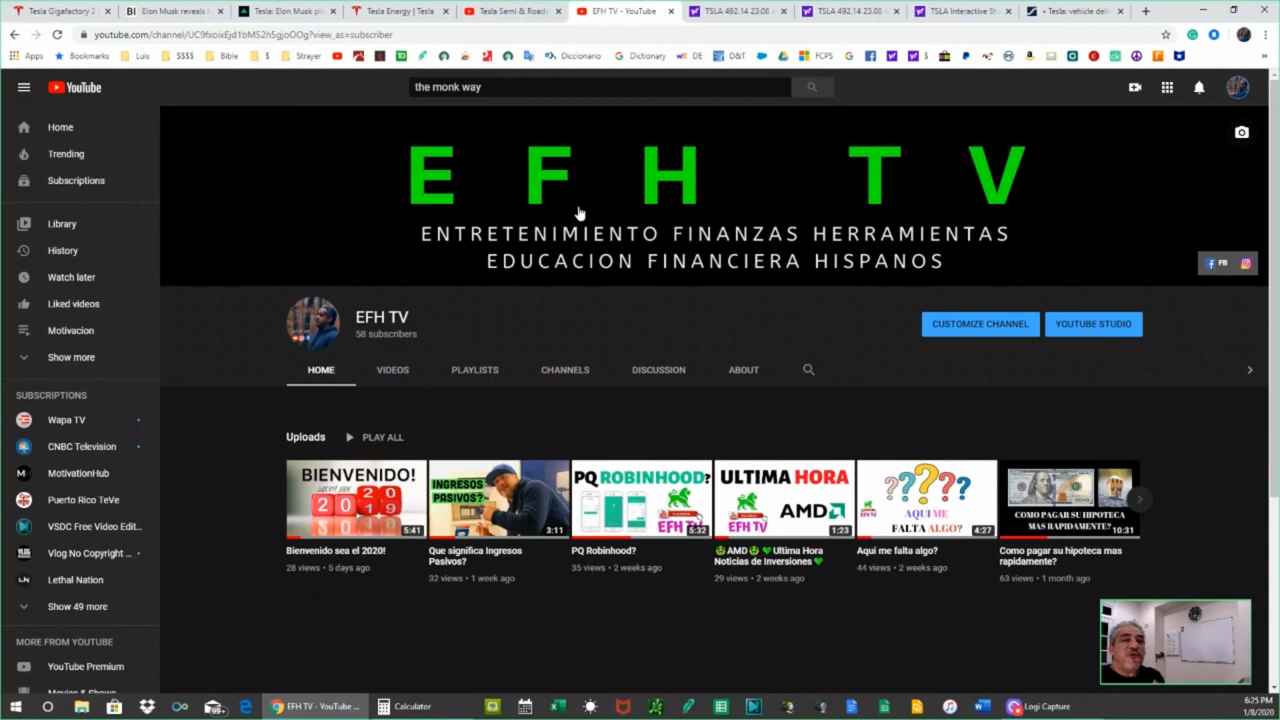 Tesla Gigafactory 2
Elon Musk reveals
Tesla: Elon Musk
Tesla Energy | Tesla
Tesla Semi & Road
EFH TV - YouTube
TSLA 492.14 23.08
TSLA 492.14 23.08
TSLA Interactive St
Tesla: vehicle deli
youtube.com/channel/UC9fxoixEjd1bMS2h5gjoOOg?view_as=subscriber
Apps
Bookmarks
Luis
$$$$
Bible
$
Strayer
Diccionario
Dictionary
DE
D&T
FCPS
YouTube
the monk way
Home
Trending
Subscriptions
Library
History
Watch later
Liked videos
Motivacion
Show more
SUBSCRIPTIONS
Wapa TV
CNBC Television
MotivationHub
Puerto Rico TeVe
VSDC Free Video Edit...
Vlog No Copyright ...
Lethal Nation
Show 49 more
MORE FROM YOUTUBE
YouTube Premium
Movies & Shows
EFH TV
ENTRETENIMIENTO FINANZAS HERRAMIENTAS
EDUCACION FINANCIERA HISPANOS
FB
EFH TV
58 subscribers
CUSTOMIZE CHANNEL
YOUTUBE STUDIO
HOME
VIDEOS
PLAYLISTS
CHANNELS
DISCUSSION
ABOUT
Uploads
PLAY ALL
BIENVENIDO!
2020
19
5:41
Bienvenido sea el 2020!
28 views • 5 days ago
INGRESOS
PASIVOS?
3:11
Que significa Ingresos
Pasivos?
32 views • 1 week ago
PQ ROBINHOOD?
EFH TV
5:32
PQ Robinhood?
35 views • 2 weeks ago
ULTIMA HORA
AMD
EFH TV
1:23
🤑AMD🤑 💚Ultima Hora
Noticias de Inversiones💚
29 views • 2 weeks ago
AQUI ME
FALTA ALGO?
4:27
Aquí me falta algo?
44 views • 2 weeks ago
COMO PAGAR SU HIPOTECA
MAS RAPIDAMENTE?
10:31
Como pagar su hipoteca mas
rapidamente?
63 views • 1 month ago
99+
EFH TV - YouTube ...
Calculator
Logi Capture
6:25 PM
1/8/2020